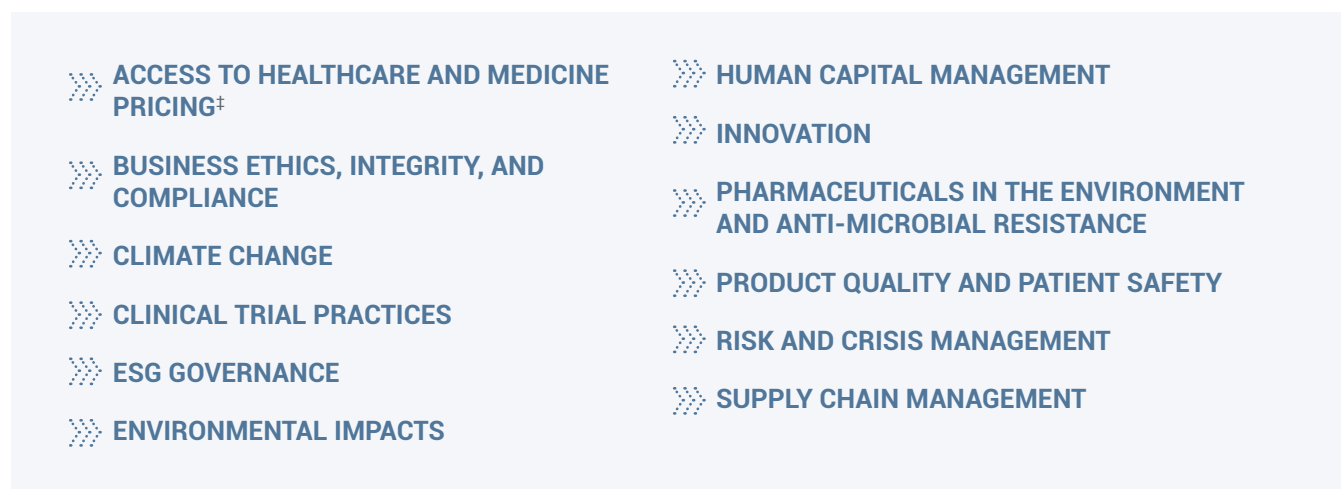 ACCESS TO HEALTHCARE AND MEDICINE
PRICING‡
BUSINESS ETHICS, INTEGRITY, AND
COMPLIANCE
CLIMATE CHANGE
CLINICAL TRIAL PRACTICES
ESG GOVERNANCE
ENVIRONMENTAL IMPACTS
HUMAN CAPITAL MANAGEMENT
INNOVATION
PHARMACEUTICALS IN THE ENVIRONMENT
AND ANTI-MICROBIAL RESISTANCE
PRODUCT QUALITY AND PATIENT SAFETY
RISK AND CRISIS MANAGEMENT
SUPPLY CHAIN MANAGEMENT